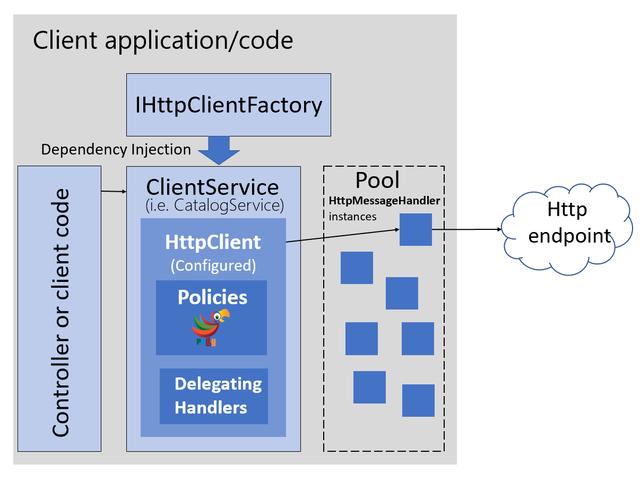 Client application/code
IHttpClientFactory
Dependency Injection
Controller or client code
ClientService
(i.e. CatalogService)
HttpClient
(Configured)
Policies
Delegating
Handlers
Pool
HttpMessageHandler
instances
Http
endpoint